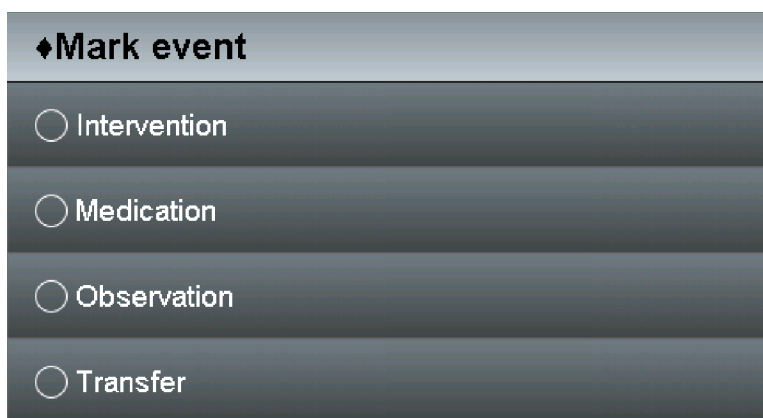 ♦Mark event
Intervention
Medication
Observation
Transfer